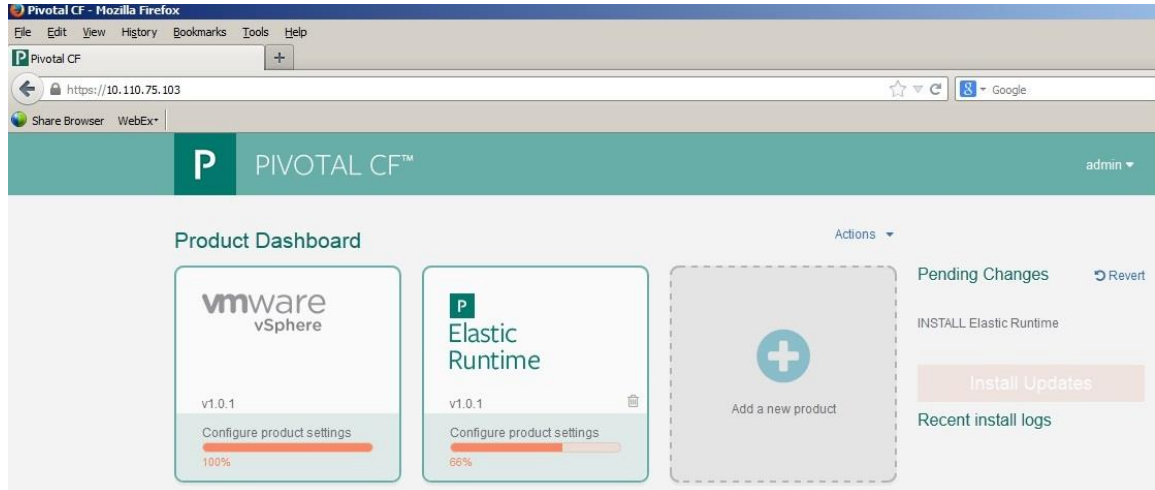 Pivotal CF - Mozilla Firefox
File Edit View History Bookmarks Tools Help
P Pivotal CF +
https://10.110.75.103
8 Google
Share Browser WebEx
P PIVOTAL CF™ admin
Product Dashboard
Actions
vmware
vSphere
v1.0.1
Configure product settings
100%
P
Elastic
Runtime
v1.0.1
Configure product settings
66%
Add a new product
Pending Changes Revert
INSTALL Elastic Runtime
Install Updates
Recent install logs